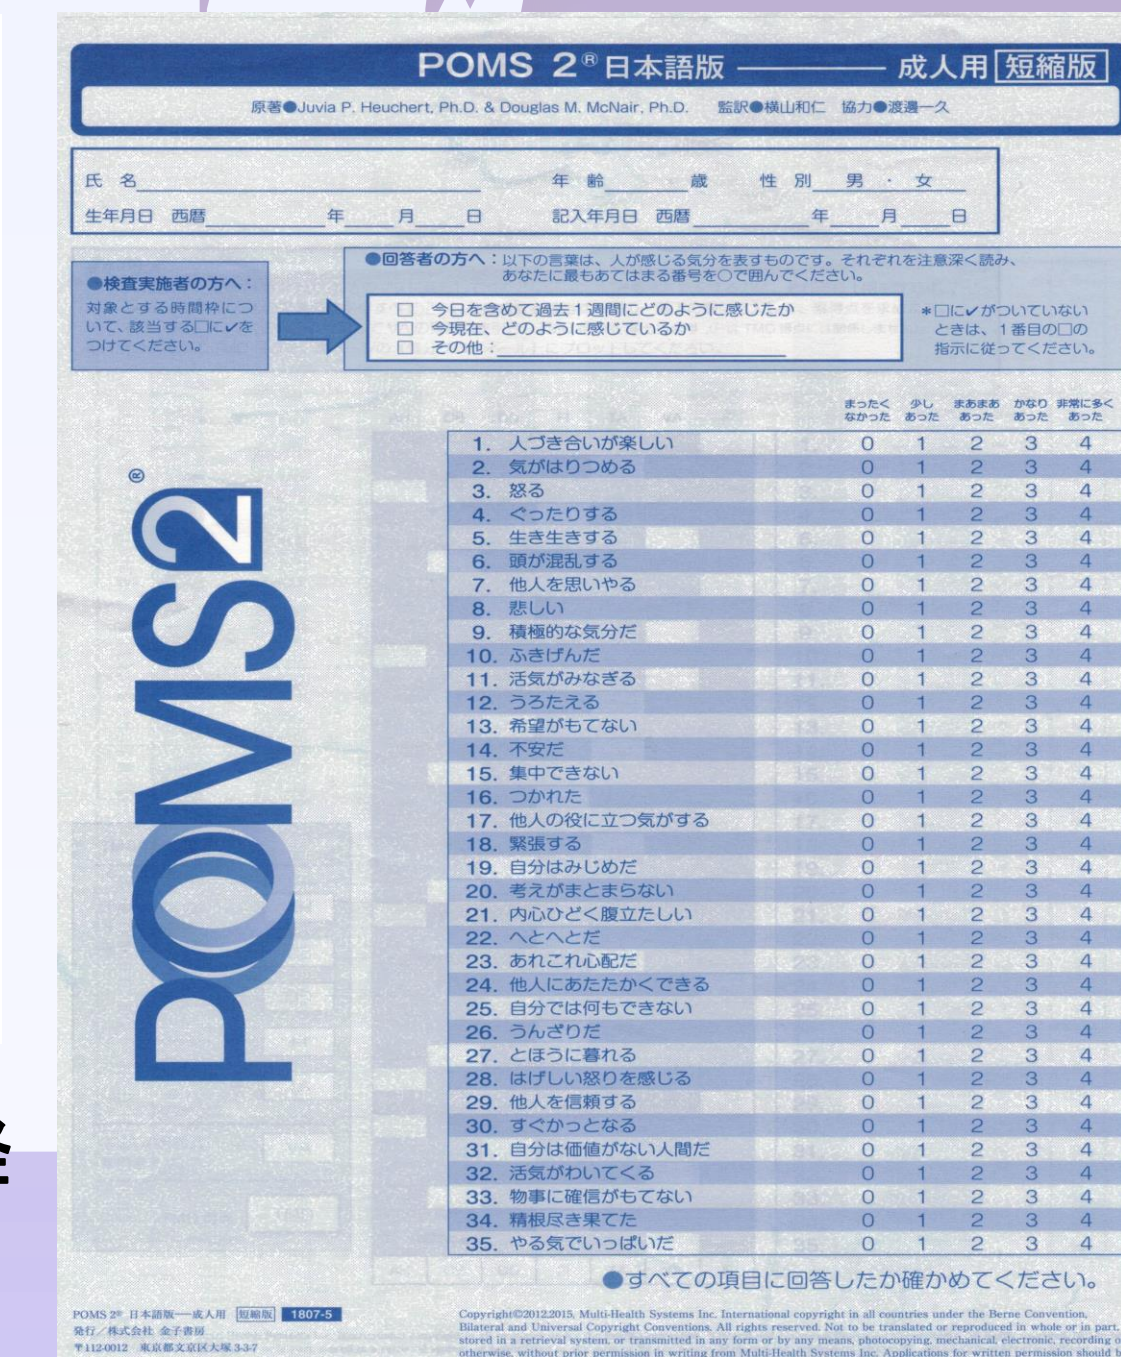 POMS 2® 日本語版 ── 成人用 短縮版
原著●Juvia P. Heuchert, Ph.D. & Douglas M. McNair, Ph.D. 監訳●横山和仁 協力●渡邊一久
氏 名 年 齢 歳 性 別 男 ・ 女
生年月日 西暦 年 月 日 記入年月日 西暦 年 月 日
●検査実施者の方へ：
対象とする時間枠につ
いて、該当する□に✔を
つけてください。
●回答者の方へ：以下の言葉は、人が感じる気分を表すものです。それぞれを注意深く読み、
あなたに最もあてはまる番号を○で囲んでください。
□ 今日を含めて過去1週間にどのように感じたか
□ 今現在、どのように感じているか
□ その他：
＊□に✔がついていない
ときは、1番目の□の
指示に従ってください。
まったくなかった 少しあった まあまああった かなりあった 非常に多くあった
1. 人づき合いが楽しい 0 1 2 3 4
2. 気がはりつめる 0 1 2 3 4
3. 怒る 0 1 2 3 4
4. ぐったりする 0 1 2 3 4
5. 生き生きする 0 1 2 3 4
6. 頭が混乱する 0 1 2 3 4
7. 他人を思いやる 0 1 2 3 4
8. 悲しい 0 1 2 3 4
9. 積極的な気分だ 0 1 2 3 4
10. ふきげんだ 0 1 2 3 4
11. 活気がみなぎる 0 1 2 3 4
12. うろたえる 0 1 2 3 4
13. 希望がもてない 0 1 2 3 4
14. 不安だ 0 1 2 3 4
15. 集中できない 0 1 2 3 4
16. つかれた 0 1 2 3 4
17. 他人の役に立つ気がする 0 1 2 3 4
18. 緊張する 0 1 2 3 4
19. 自分はみじめだ 0 1 2 3 4
20. 考えがまとまらない 0 1 2 3 4
21. 内心ひどく腹立たしい 0 1 2 3 4
22. へとへとだ 0 1 2 3 4
23. あれこれ心配だ 0 1 2 3 4
24. 他人にあたたかくできる 0 1 2 3 4
25. 自分では何もできない 0 1 2 3 4
26. うんざりだ 0 1 2 3 4
27. とほうに暮れる 0 1 2 3 4
28. はげしい怒りを感じる 0 1 2 3 4
29. 他人を信頼する 0 1 2 3 4
30. すぐかっとなる 0 1 2 3 4
31. 自分は価値がない人間だ 0 1 2 3 4
32. 活気がわいてくる 0 1 2 3 4
33. 物事に確信がもてない 0 1 2 3 4
34. 精根尽き果てた 0 1 2 3 4
35. やる気でいっぱいだ 0 1 2 3 4
POMS2®
●すべての項目に回答したか確かめてください。
POMS 2® 日本語版──成人用 短縮版 1807-5
発行／株式会社 金子書房
〒112-0012 東京都文京区大塚 3-3-7
Copyright©2012,2015, Multi-Health Systems Inc. International copyright in all countries under the Berne Convention,
Bilateral and Universal Copyright Conventions. All rights reserved. Not to be translated or reproduced in whole or in part,
stored in a retrieval system, or transmitted in any form or by any means, photocopying, mechanical, electronic, recording
otherwise, without prior permission in writing from Multi-Health Systems Inc. Applications for written permission should